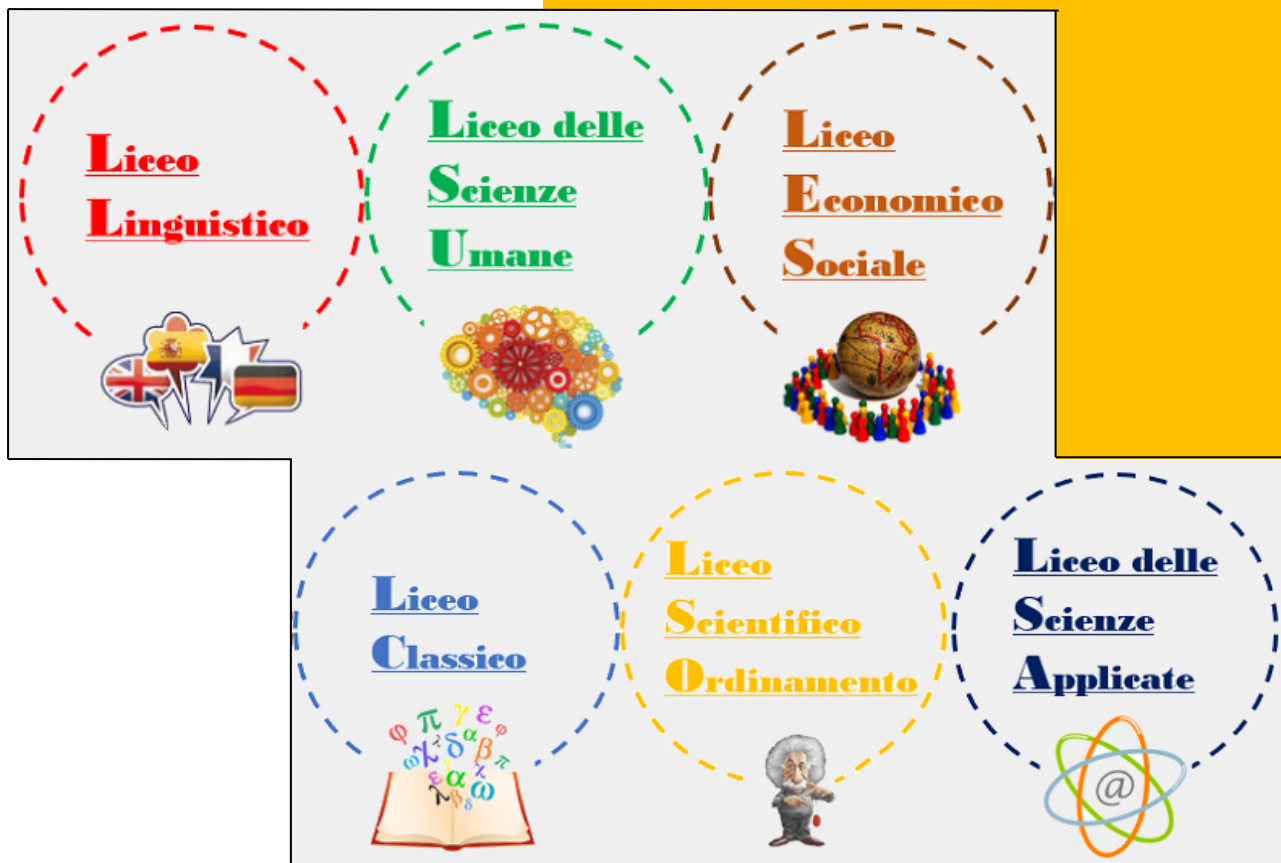 Liceo
Linguistico
Liceo delle
Scienze
Umane
Liceo
Economico
Sociale
Liceo
Classico
Liceo
Scientifico
Ordinamento
Liceo delle
Scienze
Applicate
φ π γ ε φ
ω χ λ δ α β π
ε γ α χ ω
λ β δ
@